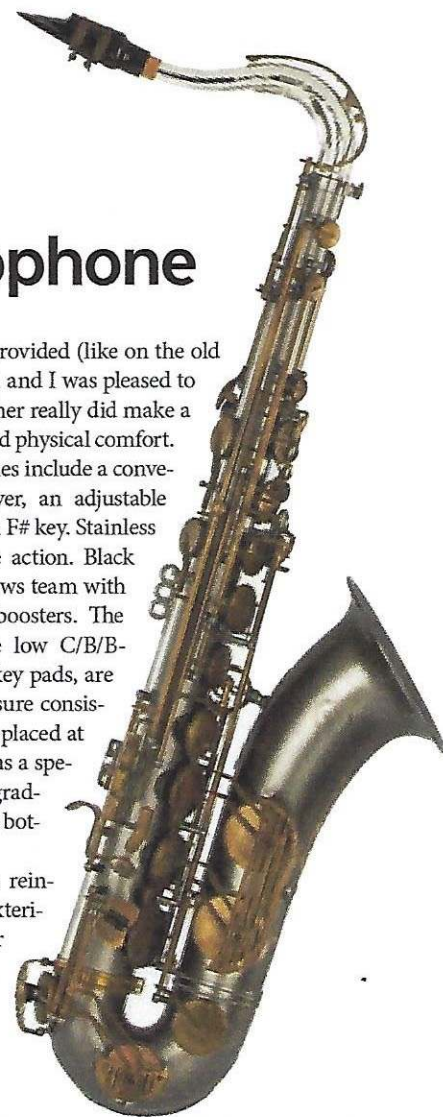 ophone
rovided (like on the old
and I was pleased to
her really did make a
d physical comfort.
es include a conve-
ver, an adjustable
F# key. Stainless
action. Black
ws team with
boosters. The
low C/B/B-
key pads, are
sure consis-
placed at
ns a spe-
grad-
bot-
rein-
xteri-
r